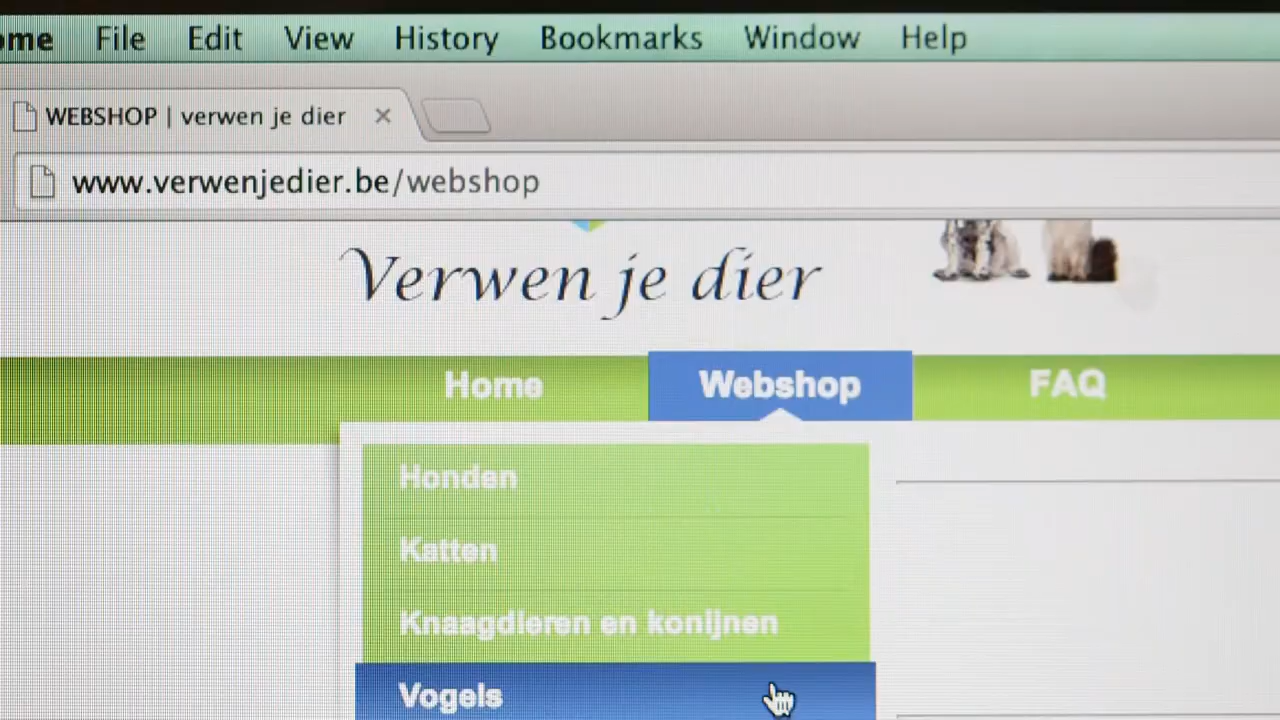 ome File Edit View History Bookmarks Window Help
WEBSHOP | verwen je dier
www.verwenjedier.be/webshop
Verwen je dier
Home Webshop FAQ
Honden
Katten
Knaagdieren en konijnen
Vogels